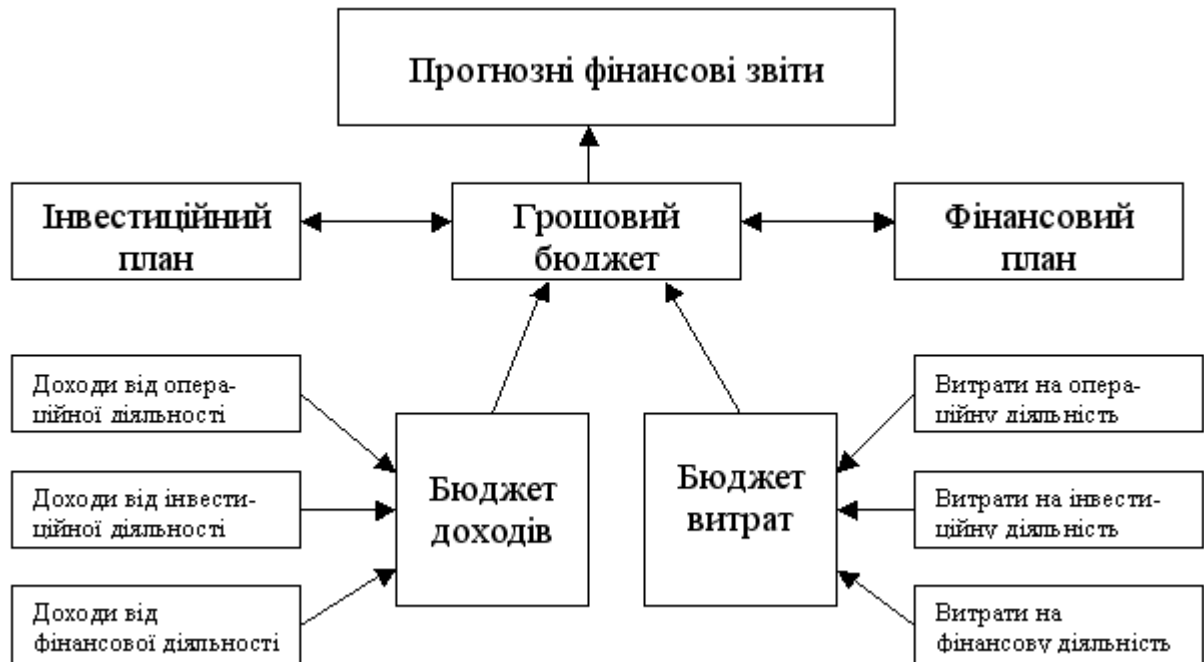 Прогнозні фінансові звіти
Інвестиційний
план
Грошовий
бюджет
Фінансовий
план
Доходи від опера-
ційної діяльності
Доходи від інвести-
ційної діяльності
Доходи від
фінансової діяльності
Бюджет
доходів
Бюджет
витрат
Витрати на опера-
ційну діяльність
Витрати на інвести-
ційну діяльність
Витрати на
фінансову діяльність